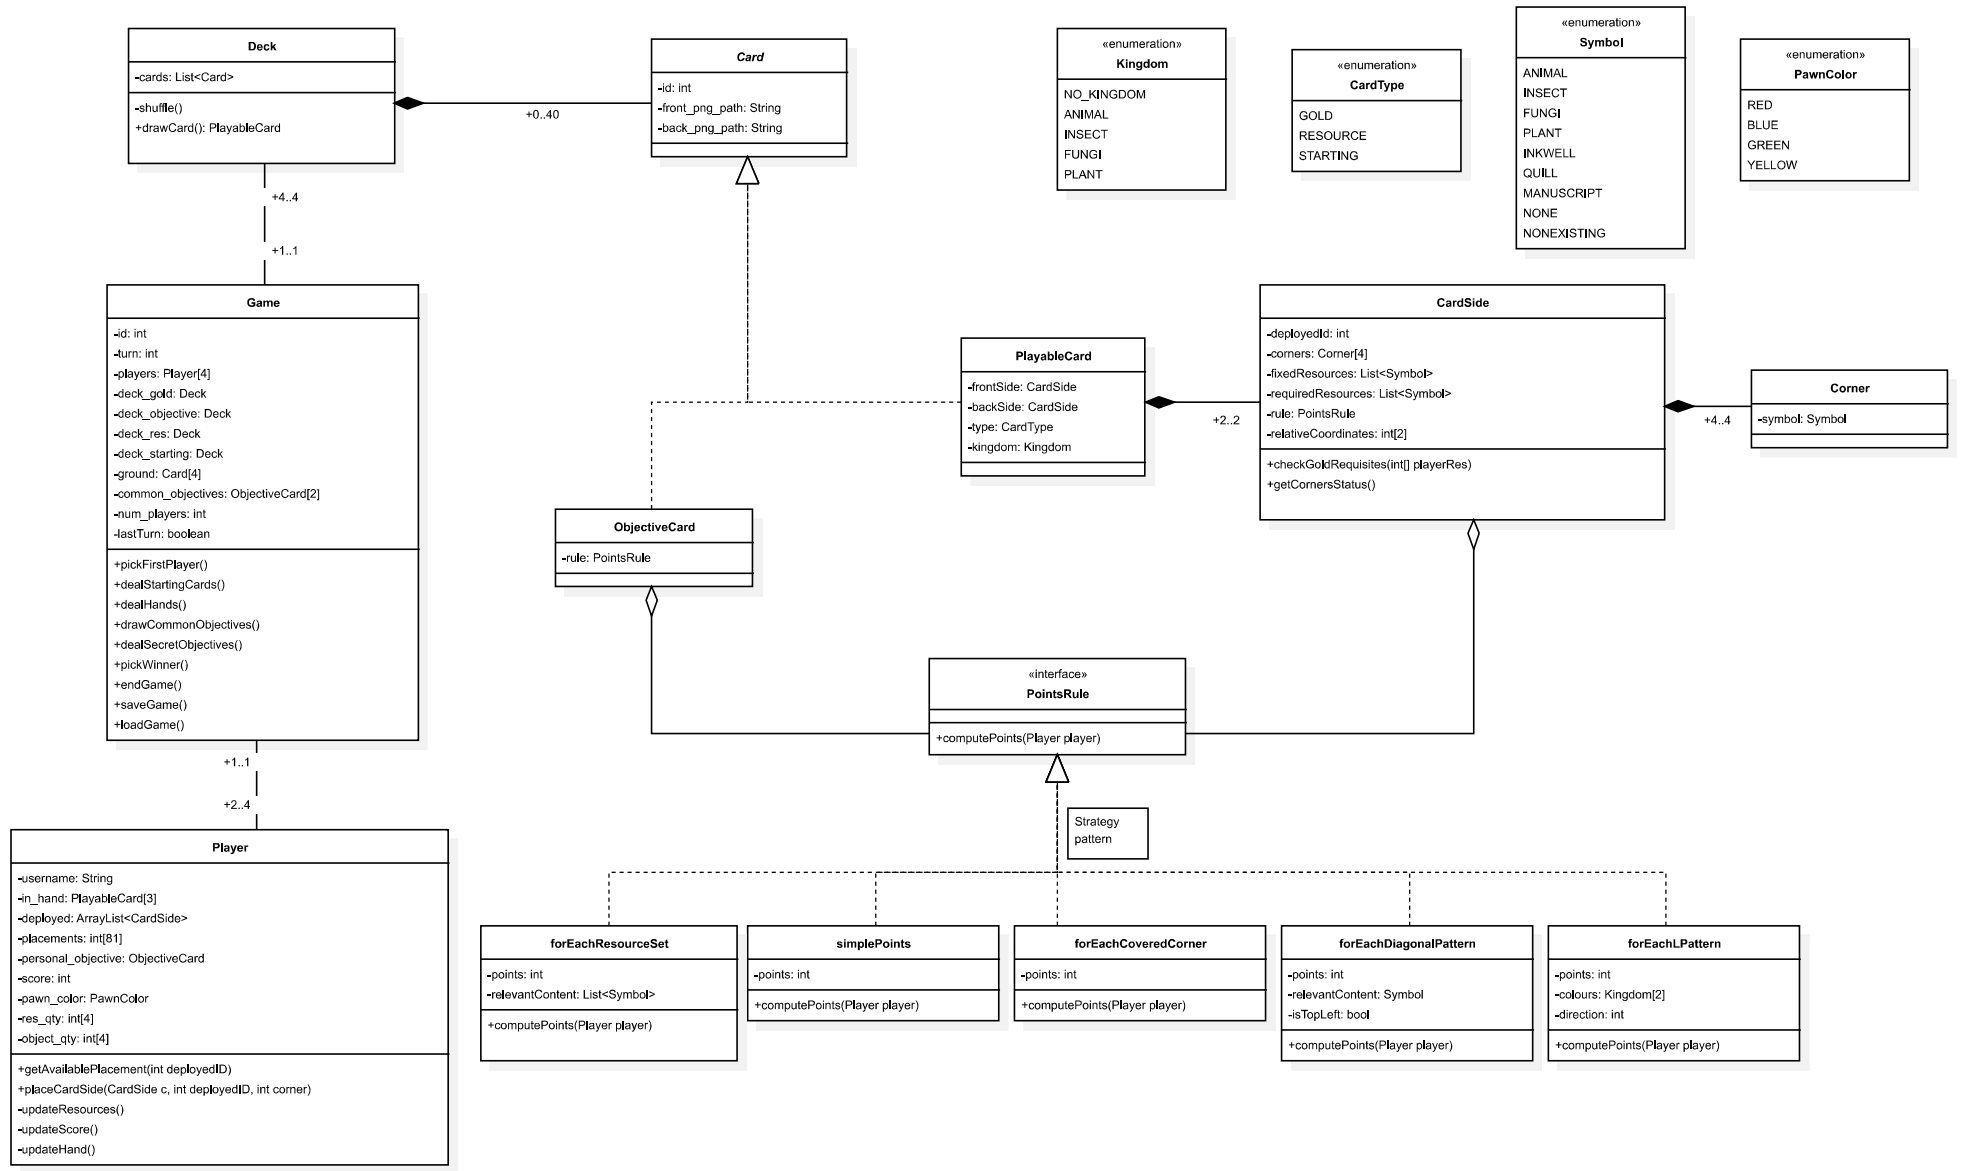 Deck
-cards: List<Card>
-shuffle()
+drawCard(): PlayableCard
+0..40
Card
-id: int
-front_png_path: String
-back_png_path: String
«enumeration»
Kingdom
NO_KINGDOM
ANIMAL
INSECT
FUNGI
PLANT
«enumeration»
CardType
GOLD
RESOURCE
STARTING
«enumeration»
Symbol
ANIMAL
INSECT
FUNGI
PLANT
INKWELL
QUILL
MANUSCRIPT
NONE
NONEXISTING
«enumeration»
PawnColor
RED
BLUE
GREEN
YELLOW
+4..4
+1..1
Game
-id: int
-turn: int
-players: Player[4]
-deck_gold: Deck
-deck_objective: Deck
-deck_res: Deck
-deck_starting: Deck
-ground: Card[4]
-common_objectives: ObjectiveCard[2]
-num_players: int
-lastTurn: boolean
+pickFirstPlayer()
+dealStartingCards()
+dealHands()
+drawCommonObjectives()
+dealSecretObjectives()
+pickWinner()
+endGame()
+saveGame()
+loadGame()
PlayableCard
-frontSide: CardSide
-backSide: CardSide
-type: CardType
-kingdom: Kingdom
+2..2
CardSide
-deployedId: int
-corners: Corner[4]
-fixedResources: List<Symbol>
-requiredResources: List<Symbol>
-rule: PointsRule
-relativeCoordinates: int[2]
+checkGoldRequisites(int[] playerRes)
+getCornersStatus()
+4..4
Corner
-symbol: Symbol
ObjectiveCard
-rule: PointsRule
«interface»
PointsRule
+computePoints(Player player)
+1..1
+2..4
Strategy
pattern
Player
-username: String
-in_hand: PlayableCard[3]
-deployed: ArrayList<CardSide>
-placements: int[81]
-personal_objective: ObjectiveCard
-score: int
-pawn_color: PawnColor
-res_qty: int[4]
-object_qty: int[4]
+getAvailablePlacement(int deployedID)
+placeCardSide(CardSide c, int deployedID, int corner)
-updateResources()
-updateScore()
-updateHand()
forEachResourceSet
-points: int
-relevantContent: List<Symbol>
+computePoints(Player player)
simplePoints
-points: int
+computePoints(Player player)
forEachCoveredCorner
-points: int
+computePoints(Player player)
forEachDiagonalPattern
-points: int
-relevantContent: Symbol
-isTopLeft: bool
+computePoints(Player player)
forEachLPattern
-points: int
-colours: Kingdom[2]
-direction: int
+computePoints(Player player)